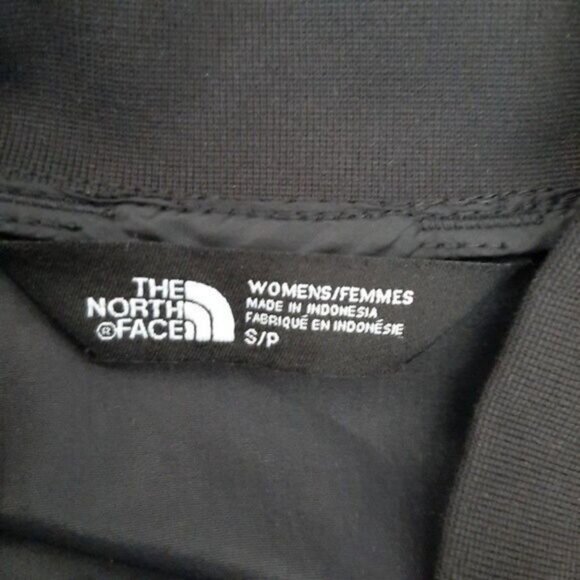 THE
NORTH
®FACE
WOMENS/FEMMES
MADE IN INDONESIA
FABRIQUÉ EN INDONÉSIE
S/P